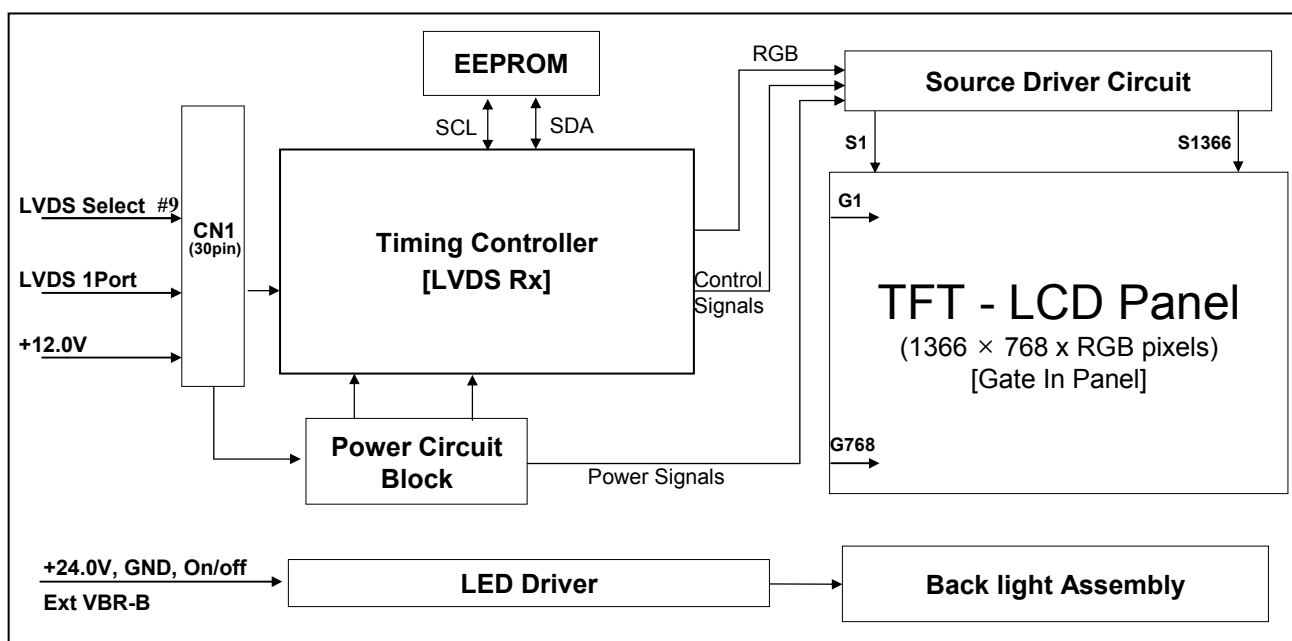 EEPROM
SCL
SDA
RGB
Source Driver Circuit
S1
S1366
LVDS Select #9
LVDS 1Port
+12.0V
CN1
(30pin)
Timing Controller
[LVDS Rx]
Control
Signals
G1
TFT - LCD Panel
(1366 × 768 x RGB pixels)
[Gate In Panel]
G768
Power Circuit
Block
Power Signals
+24.0V, GND, On/off
Ext VBR-B
LED Driver
Back light Assembly